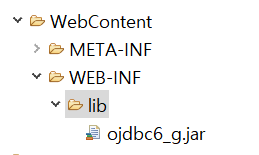 WebContent
META-INF
WEB-INF
lib
ojdbc6_g.jar